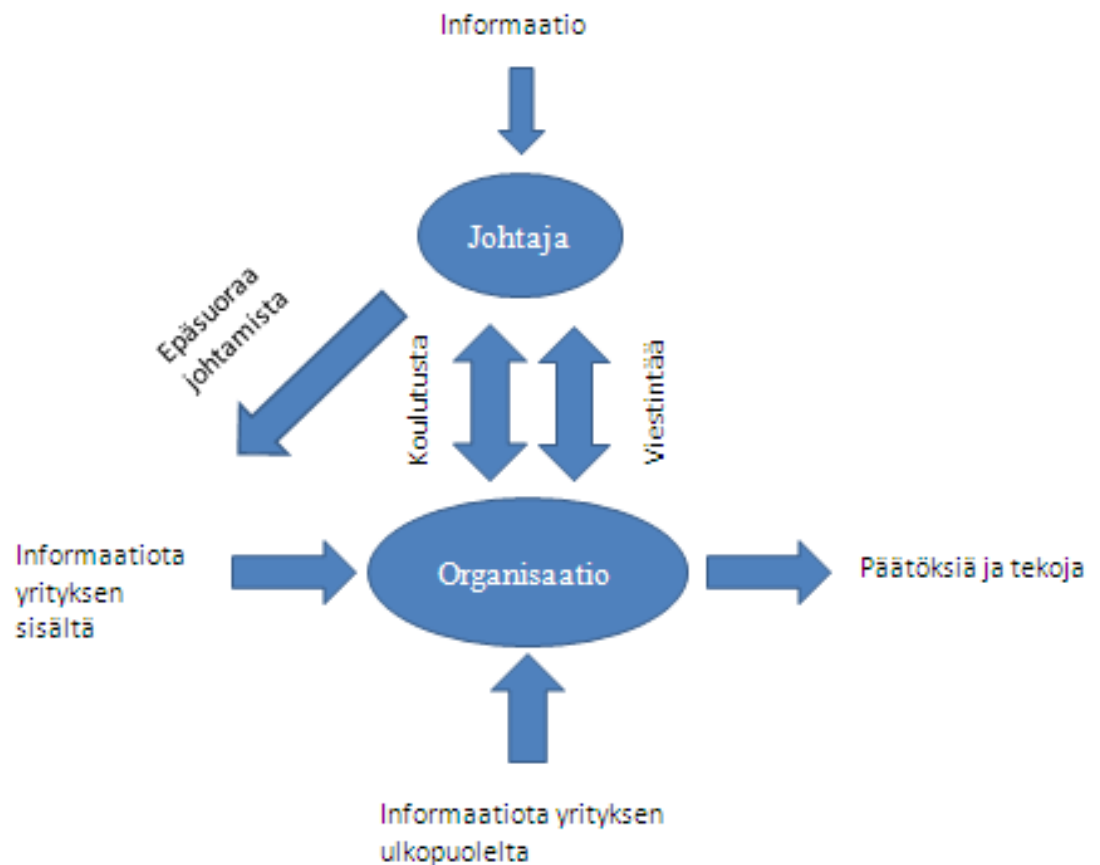 Informaatio
Johtaja
Epäsuoraa
johtamista
Koulutusta
Viestintää
Informaatiota
yrityksen
sisältä
Organisaatio
Päätöksiä ja tekoja
Informaatiota yrityksen
ulkopuolelta